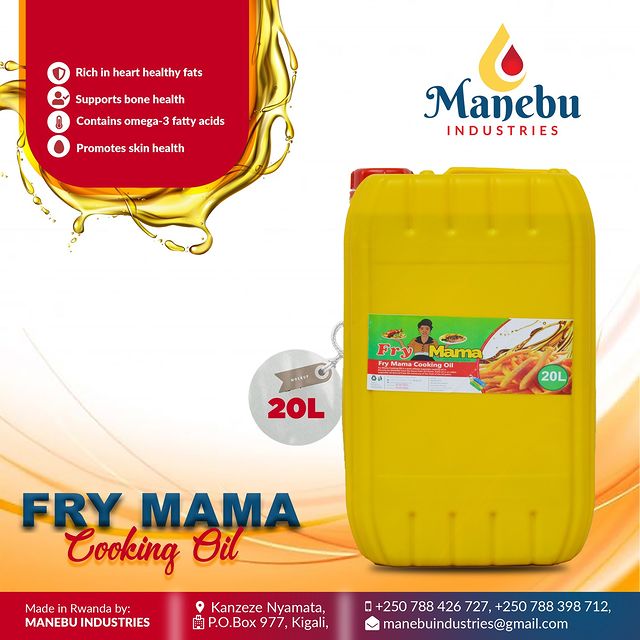 Rich in heart healthy fats
Supports bone health
Contains omega-3 fatty acids
Promotes skin health
Manebu
INDUSTRIES
Fry Mama
Fry Mama Cooking Oil
20L
20L
FRY MAMA
Cooking Oil
Made in Rwanda by:
MANEBU INDUSTRIES
Kanzeze Nyamata,
P.O.Box 977, Kigali,
+250 788 426 727, +250 788 398 712,
manebuindustries@gmail.com